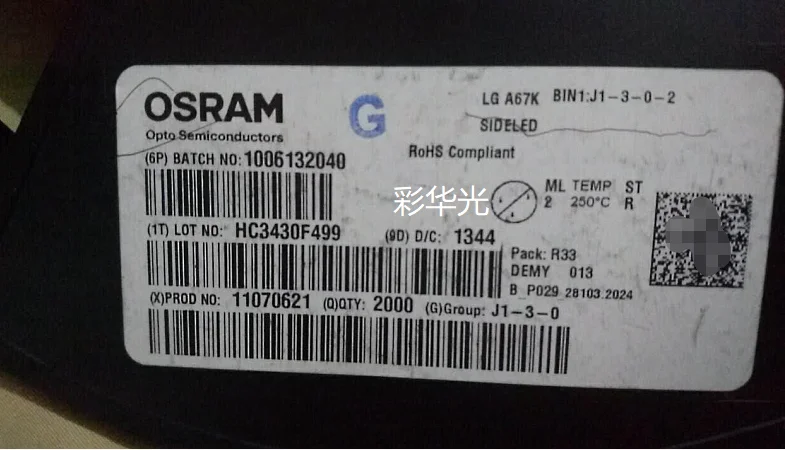 OSRAM
Opto Semiconductors
G
LG A67K BIN1:J1-3-0-2
SIDELED
RoHS Compliant
(6P) BATCH NO: 1006132040
彩华光
ML TEMP ST
2 250°C R
(1T) LOT NO: HC3430F499 (9D) D/C: 1344
Pack: R33
DEMY 013
B_P029_28103.2024
(X)PROD NO: 11070621 (Q)QTY: 2000 (G)Group: J1-3-0